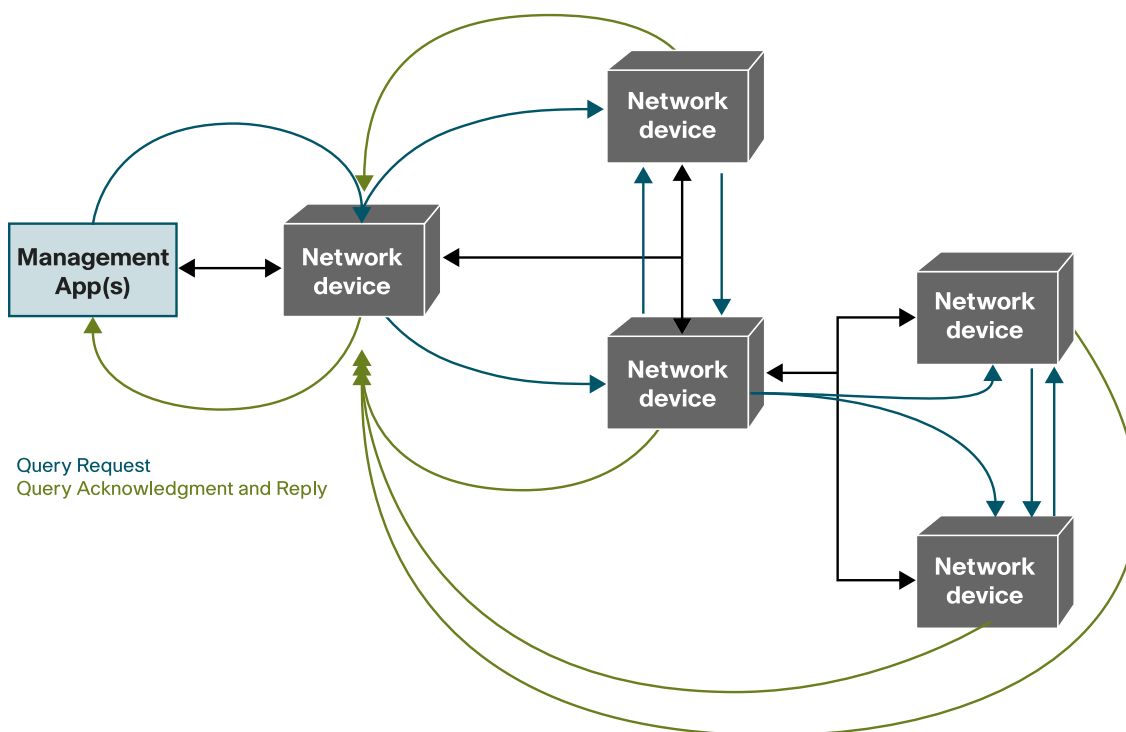 Network
device
Management
App(s)
Network
device
Network
device
Network
device
Network
device
Query Request
Query Acknowledgment and Reply